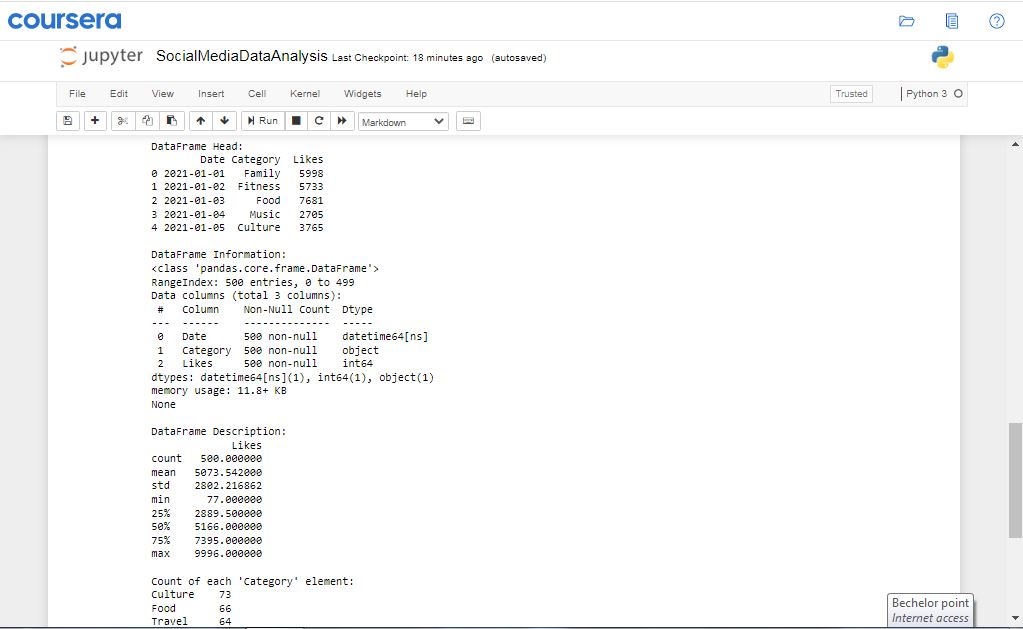 coursera
jupyter SocialMediaDataAnalysis Last Checkpoint: 18 minutes ago (autosaved)
File Edit View Insert Cell Kernel Widgets Help Trusted Python 3
Run Markdown
DataFrame Head:
Date Category Likes
0 2021-01-01 Family 5998
1 2021-01-02 Fitness 5733
2 2021-01-03 Food 7681
3 2021-01-04 Music 2705
4 2021-01-05 Culture 3765
DataFrame Information:
<class 'pandas.core.frame.DataFrame'>
RangeIndex: 500 entries, 0 to 499
Data columns (total 3 columns):
# Column Non-Null Count Dtype
--- ------ -------------- -----
0 Date 500 non-null datetime64[ns]
1 Category 500 non-null object
2 Likes 500 non-null int64
dtypes: datetime64[ns](1), int64(1), object(1)
memory usage: 11.8+ KB
None
DataFrame Description:
Likes
count 500.000000
mean 5073.542000
std 2802.216862
min 77.000000
25% 2889.500000
50% 5166.000000
75% 7395.000000
max 9996.000000
Count of each 'Category' element:
Culture 73
Food 66
Travel 64
Bechelor point
Internet access